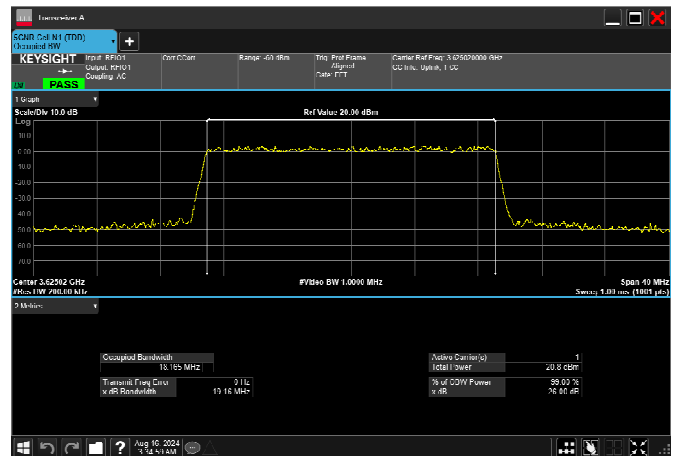 Transceiver A
5GNR Cell N1 (TDD)
Occupied BW
+
KEYSIGHT
Input: RFIO1
Output: RFIO1
Coupling: AC
PASS
Corr CCorr
Range: -60 dBm
Trig: Prof Frame
Aligned
Gate: FFT
Center Ref Freq: 3.625020000 GHz
CC Info: Uplink, 1 CC
1 Graph
Scale/Div 10.0 dB
Ref Value 20.00 dBm
Log
10.0
0.00
-10.0
-20.0
-30.0
-40.0
-50.0
-60.0
-70.0
Center 3.62502 GHz
#Video BW 1.0000 MHz
Span 40 MHz
#Res BW 200.00 kHz
Sweep 1.00 ms (1001 pts)
2 Metrics
Occupied Bandwidth
18.165 MHz
Transmit Freq Error
0 Hz
x dB Bandwidth
19.16 MHz
Active Carrier(s)
1
Total Power
20.8 dBm
% of OBW Power
99.00 %
x dB
-26.00 dB
?
Aug 16, 2024
3:34:59 AM